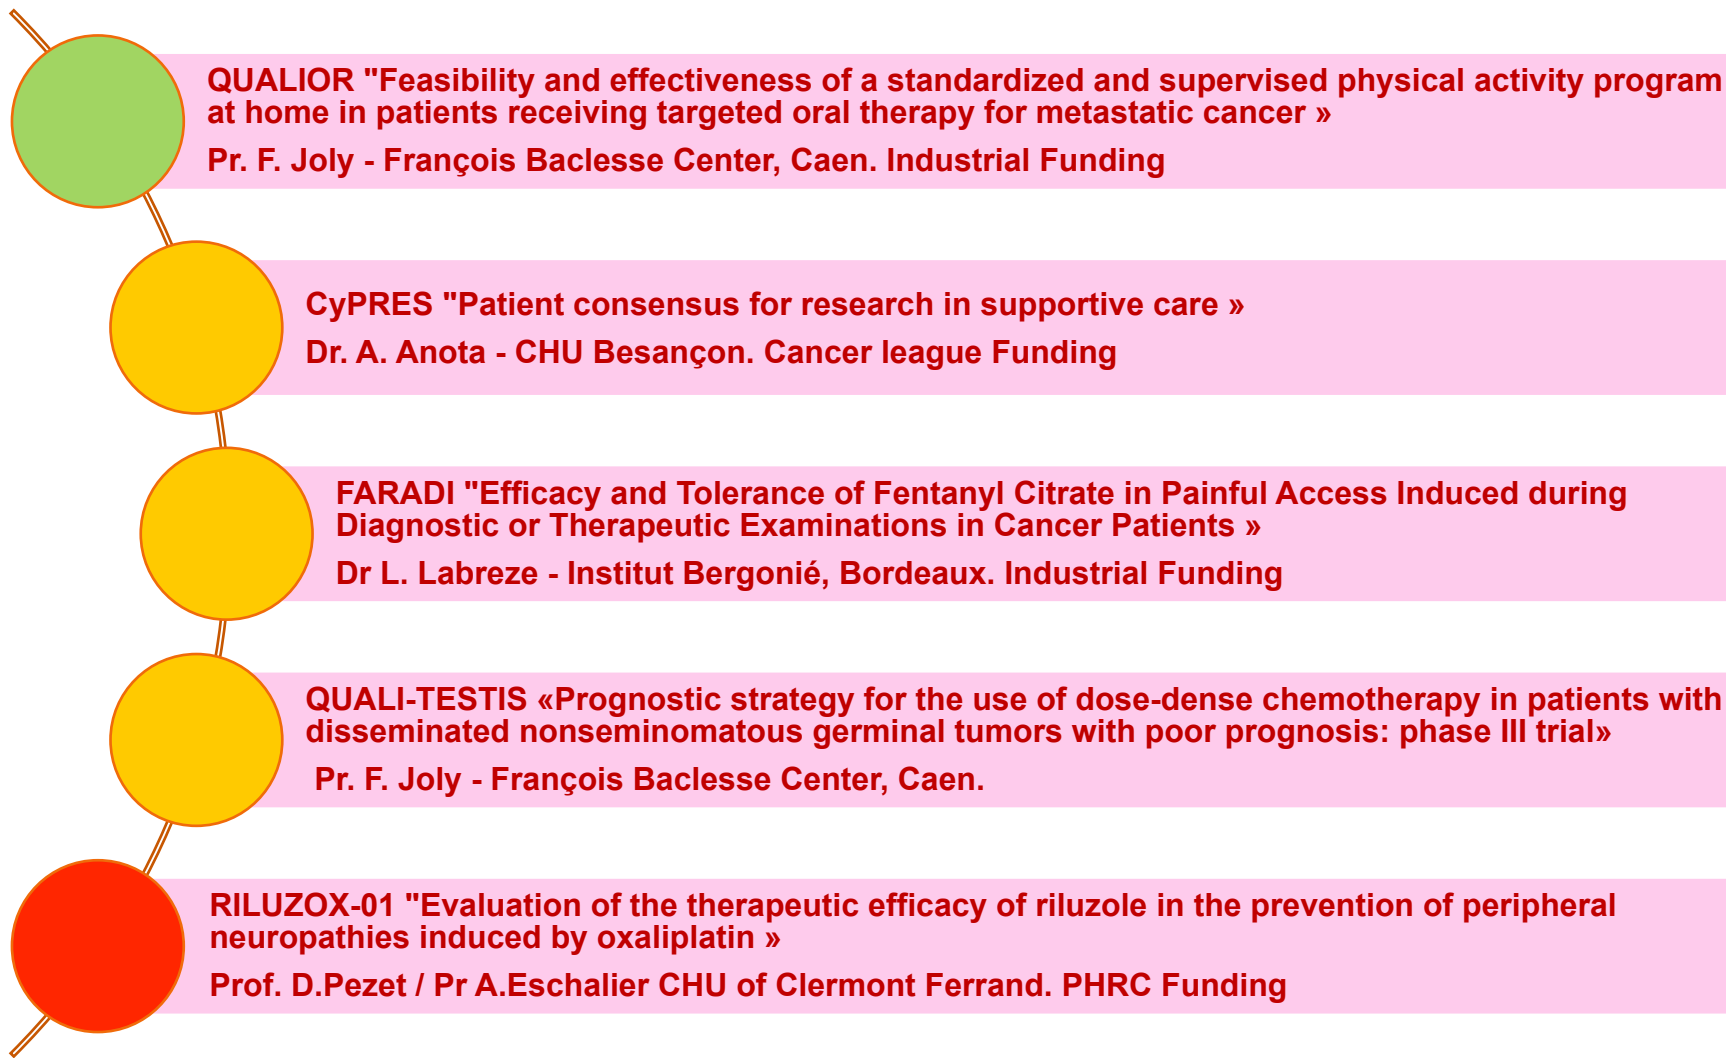 QUALIOR "Feasibility and effectiveness of a standardized and supervised physical activity program
at home in patients receiving targeted oral therapy for metastatic cancer »
Pr. F. Joly - François Baclesse Center, Caen. Industrial Funding
CyPRES "Patient consensus for research in supportive care »
Dr. A. Anota - CHU Besançon. Cancer league Funding
FARADI "Efficacy and Tolerance of Fentanyl Citrate in Painful Access Induced during
Diagnostic or Therapeutic Examinations in Cancer Patients »
Dr L. Labreze - Institut Bergonié, Bordeaux. Industrial Funding
QUALI-TESTIS «Prognostic strategy for the use of dose-dense chemotherapy in patients with
disseminated nonseminomatous germinal tumors with poor prognosis: phase III trial»
Pr. F. Joly - François Baclesse Center, Caen.
RILUZOX-01 "Evaluation of the therapeutic efficacy of riluzole in the prevention of peripheral
neuropathies induced by oxaliplatin »
Prof. D.Pezet / Pr A.Eschalier CHU of Clermont Ferrand. PHRC Funding